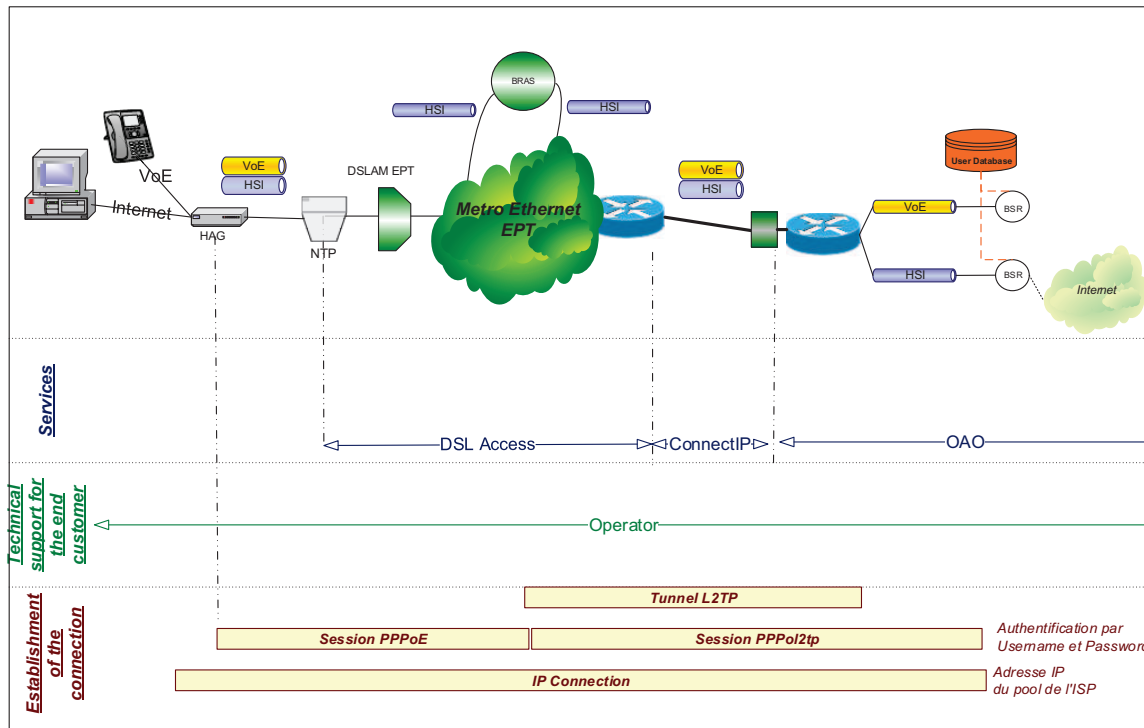 BRAS
HSI
HSI
VoE
HSI
DSLAM EPT
VoE
HSI
User Database
VoE
Internet
HAG
NTP
Metro Ethernet
EPT
VoE
BSR
HSI
BSR
Internet
Services
DSL Access
ConnectIP
OAO
Technical
support for
the end
customer
Operator
Establishment
of the
connection
Tunnel L2TP
Session PPPoE
Session PPPol2tp
Authentification par
Username et Password
IP Connection
Adresse IP
du pool de l'ISP